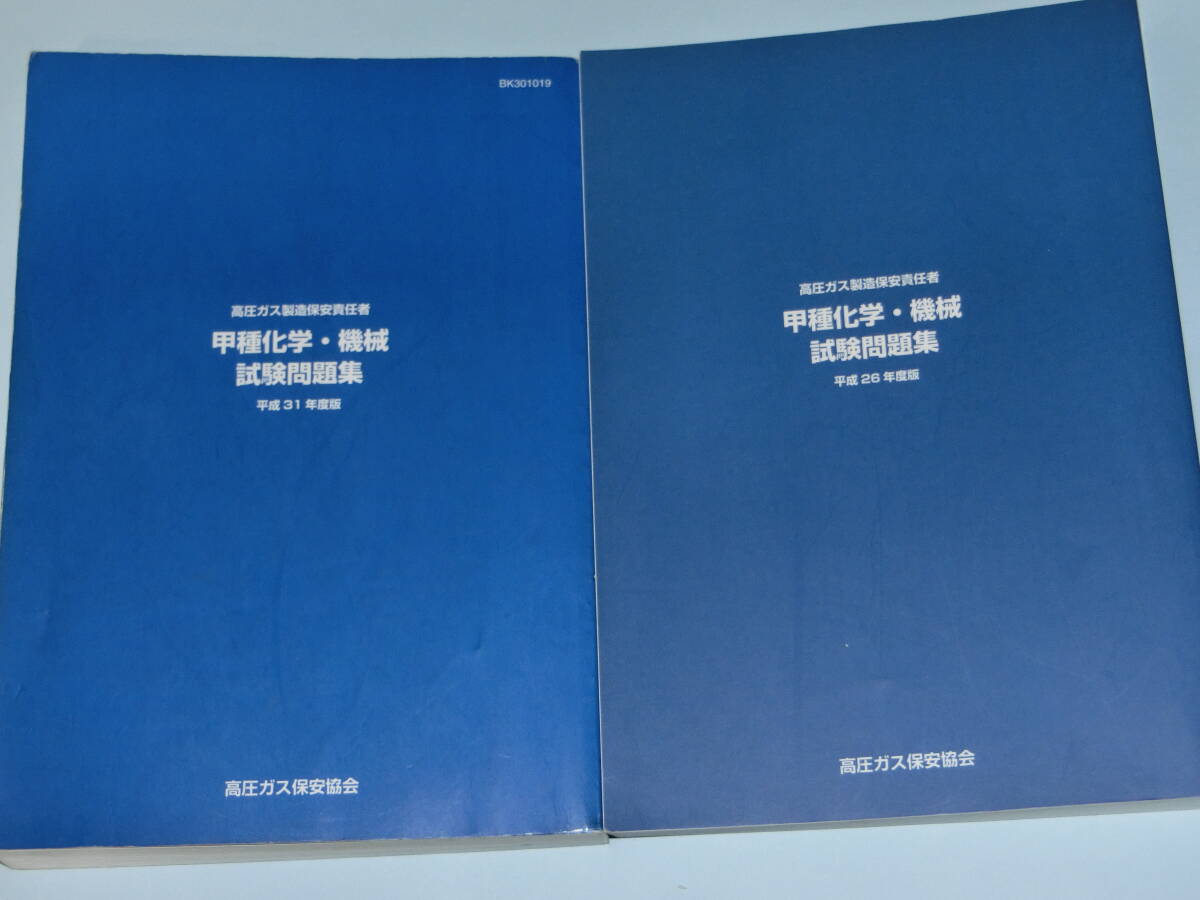 BK301019
高圧ガス製造保安責任者
甲種化学・機械
試験問題集
平成31年度版
高圧ガス保安協会
高圧ガス製造保安責任者
甲種化学・機械
試験問題集
平成26年度版
高圧ガス保安協会